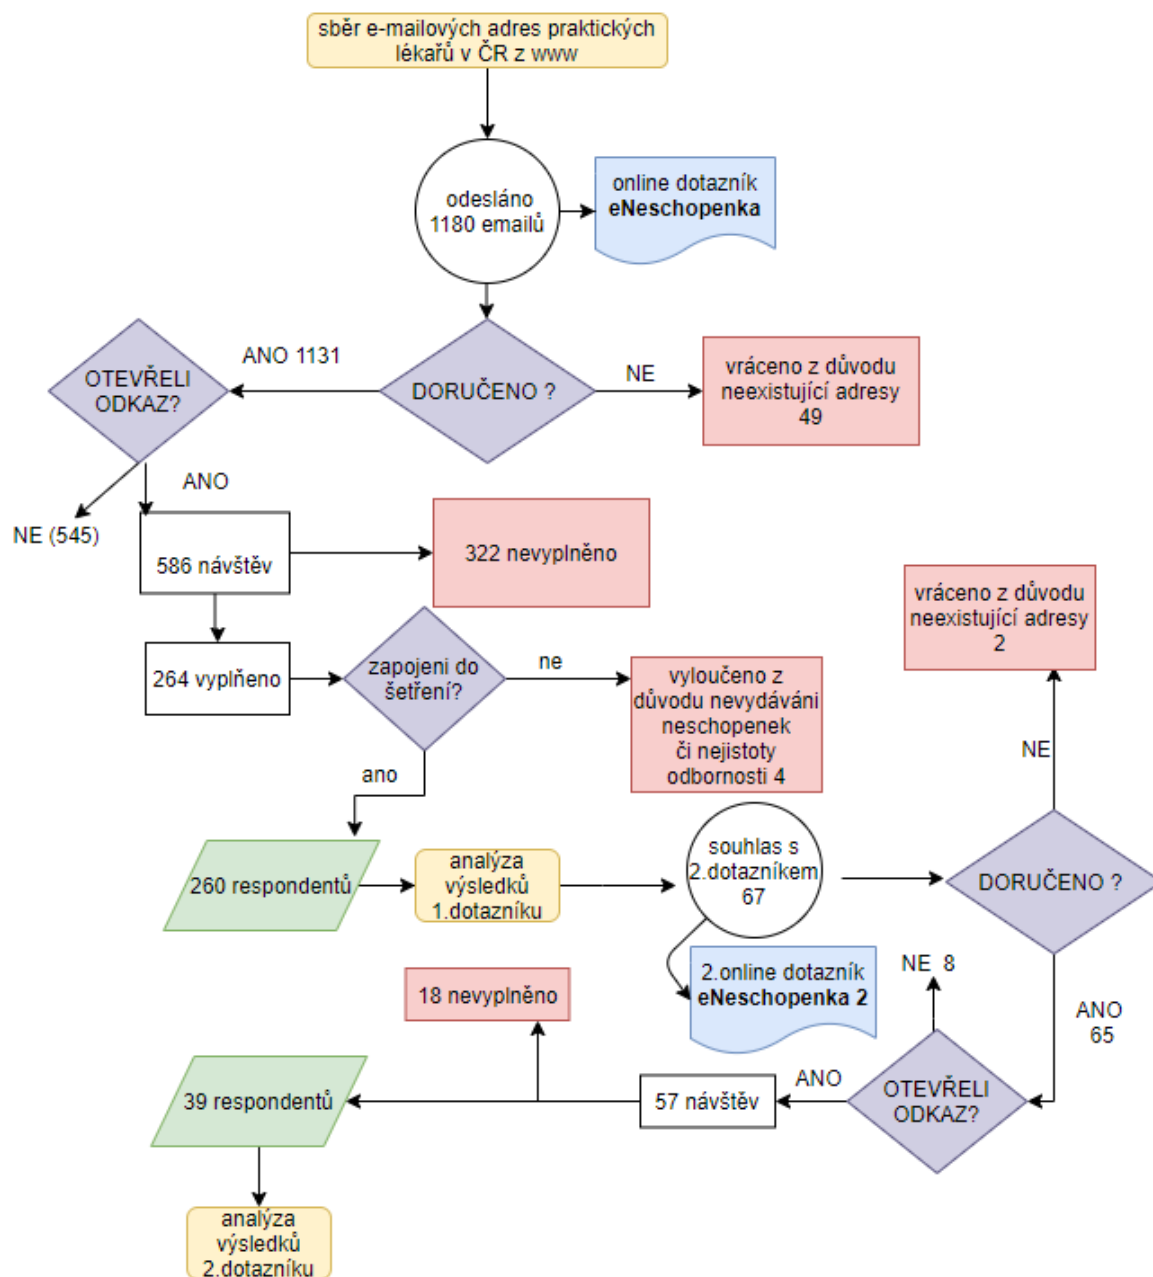 sběr e-mailových adres praktických
lékařů v ČR z www
odesláno
1180 emailů
online dotazník
eNeschopenka
OTEVŘELI
ODKAZ?
ANO 1131
DORUČENO ?
NE
vráceno z důvodu
neexistující adresy
49
NE (545)
ANO
586 návštěv
322 nevyplněno
264 vyplňeno
zapojeni do
šetření?
ne
vyloučeno z
důvodu nevydáváni
neschopenek
či nejistoty
odbornosti 4
vráceno z důvodu
neexistující adresy
2
NE
ano
260 respondentů
analýza
výsledků
1.dotazníku
souhlas s
2.dotazníkem
67
DORUČENO ?
2.online dotazník
eNeschopenka 2
ANO
65
NE 8
OTEVŘELI
ODKAZ?
ANO
57 návštěv
18 nevyplněno
39 respondentů
analýza
výsledků
2.dotazníku